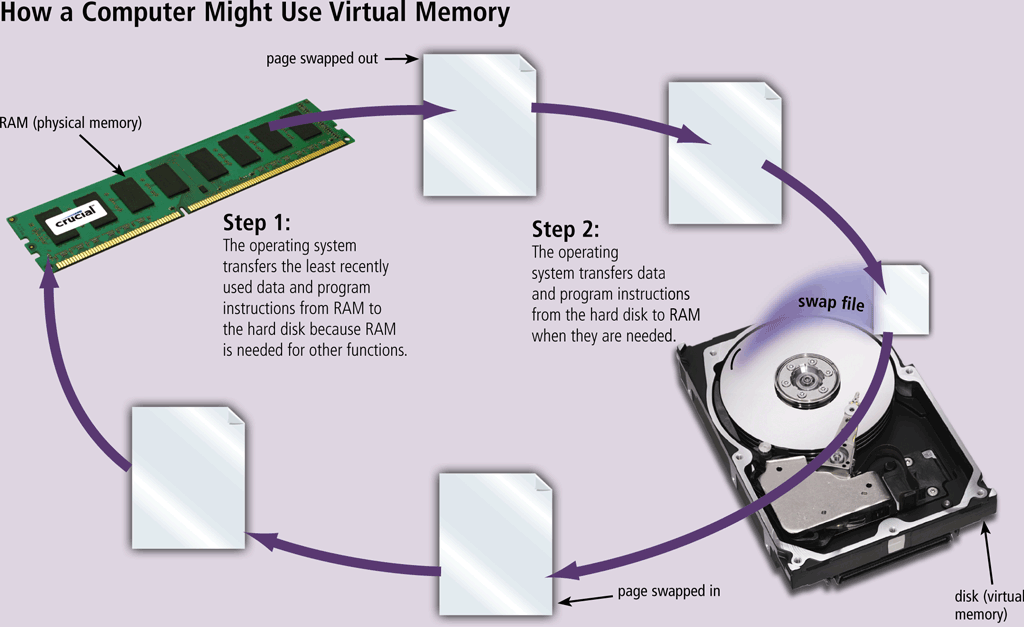 How a Computer Might Use Virtual Memory
page swapped out
RAM (physical memory)
crucial
Step 1:
The operating system
transfers the least recently
used data and program
instructions from RAM to
the hard disk because RAM
is needed for other functions.
Step 2:
The operating
system transfers data
and program instructions
from the hard disk to RAM
when they are needed.
swap file
page swapped in
disk (virtual
memory)